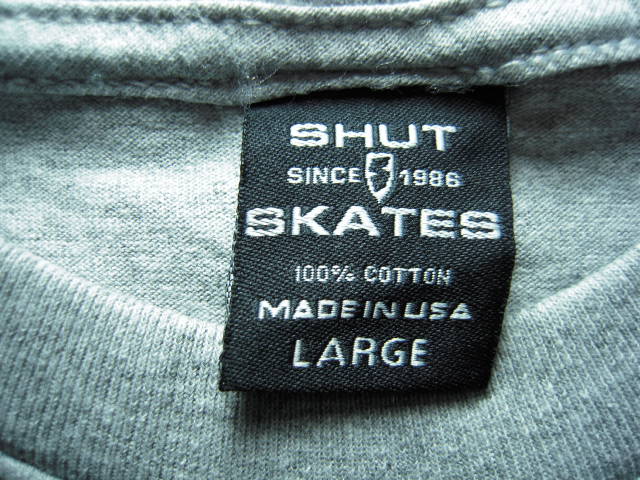 SHUT
SINCE 1986
SKATES
100% COTTON
MADE IN USA
LARGE